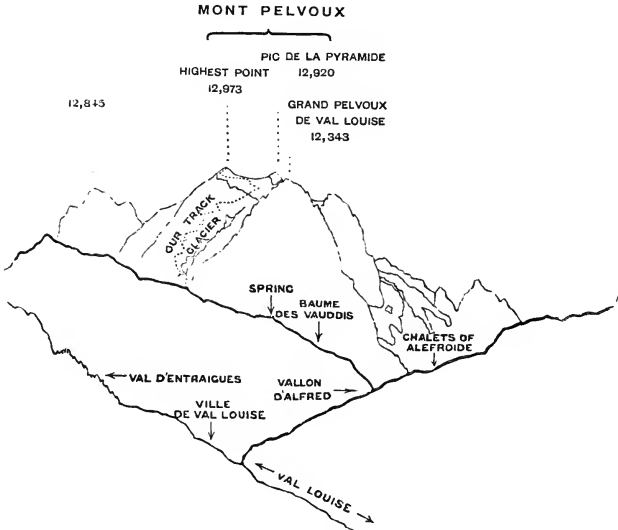 MONT PELVOUX
PIC DE LA PYRAMIDE
12,920
HIGHEST POINT
12,973
12,845
GRAND PELVOUX
DE VAL LOUISE
12,343
OUR TRACK
GLACIER
SPRING
BAUME
DES VAUDDIS
CHALETS OF
ALEFROIDE
VAL D'ENTRAIGUES
VALLON
D'ALFRED
VILLE
DE VAL LOUISE
VAL LOUISE